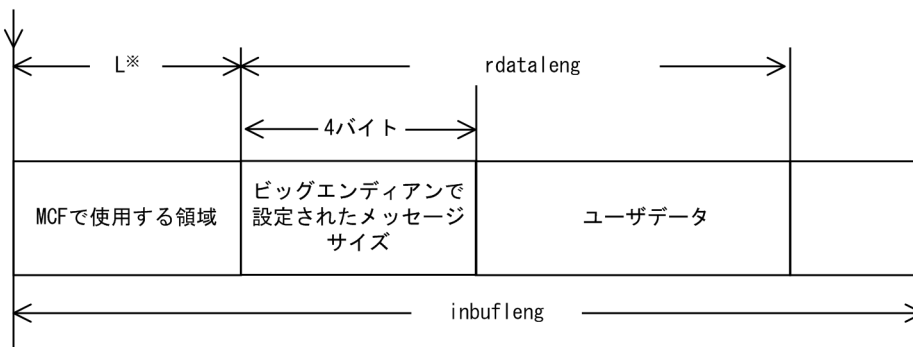 L※
rdataleng
4バイト
MCFで使用する領域
ビッグエンディアンで
設定されたメッセージ
サイズ
ユーザデータ
inbufleng